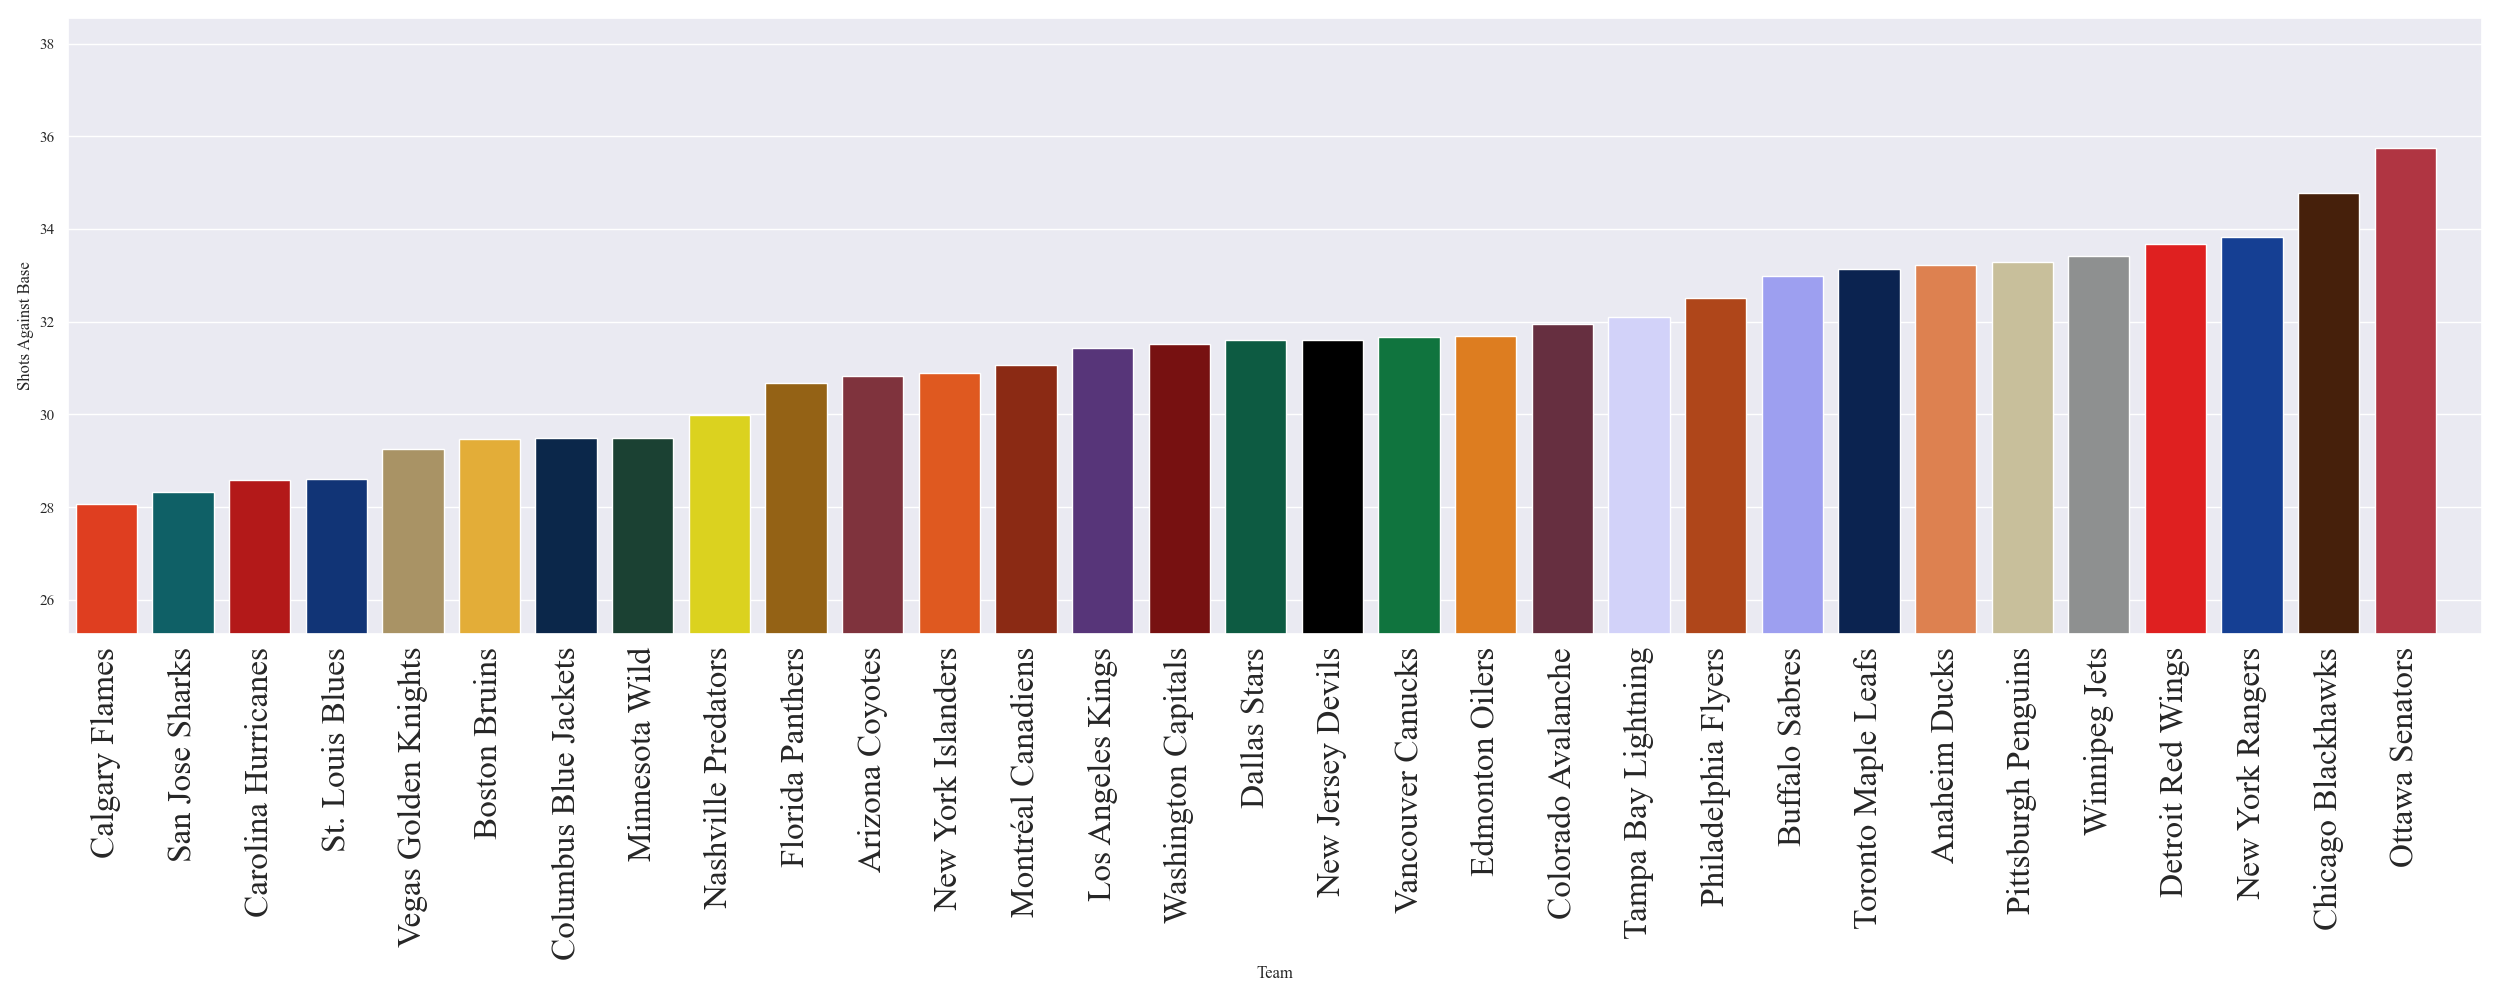 38
36
34
32
30
28
26
Shots Against Base
Calgary Flames
San Jose Sharks
Carolina Hurricanes
St. Louis Blues
Vegas Golden Knights
Boston Bruins
Columbus Blue Jackets
Minnesota Wild
Nashville Predators
Florida Panthers
Arizona Coyotes
New York Islanders
Montréal Canadiens
Los Angeles Kings
Washington Capitals
Dallas Stars
New Jersey Devils
Vancouver Canucks
Edmonton Oilers
Colorado Avalanche
Tampa Bay Lightning
Philadelphia Flyers
Buffalo Sabres
Toronto Maple Leafs
Anaheim Ducks
Pittsburgh Penguins
Winnipeg Jets
Detroit Red Wings
New York Rangers
Chicago Blackhawks
Ottawa Senators
Team